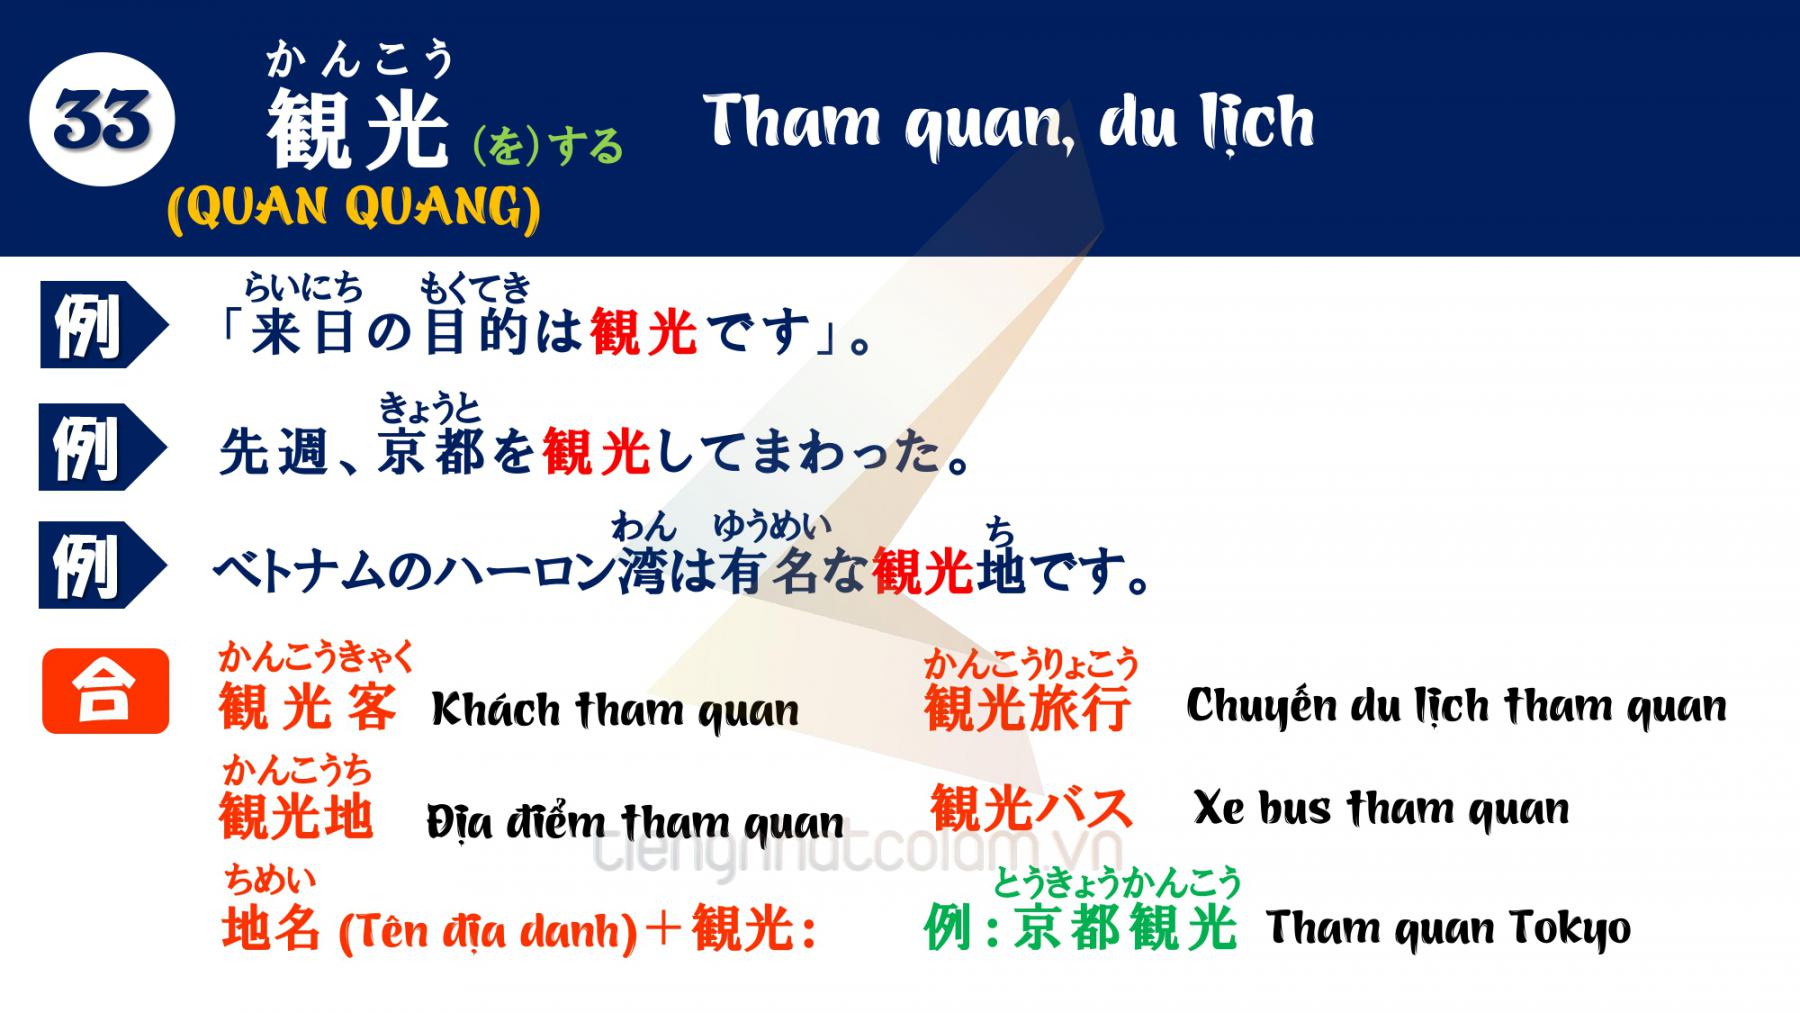 33
かんこう
観光 (を)する
Tham quan, du lịch
(QUAN QUANG)
らいにち もくてき
例 「来日の目的は観光です」。
きょうと
例 先週、京都を観光してまわった。
わん ゆうめい ち
例 ベトナムのハーロン湾は有名な観光地です。
かんこうきゃく かんこうりょこう
合 観光客 Khách tham quan 観光旅行 Chuyến du lịch tham quan
かんこうち
観光地 Địa điểm tham quan 観光バス Xe bus tham quan
tiengnhatcolam.vn
ちめい とうきょうかんこう
地名 (Tên địa danh)+観光: 例:京都観光 Tham quan Tokyo